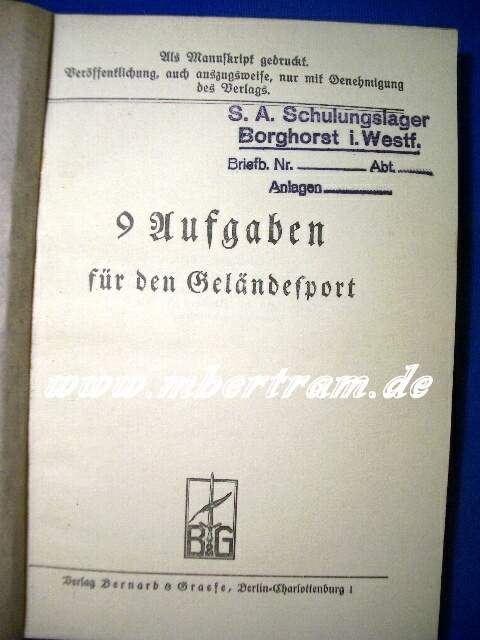 Als Manuskript gedruckt.
Veröffentlichung, auch auszugsweise, nur mit Genehmigung
des Verlags.
S. A. Schulungslager
Borghorst i. Westf.
Briefb. Nr. Abt.
Anlagen
9 Aufgaben
für den Geländesport
www.mbertram.de
B G
Verlag Bernard & Graefe, Berlin-Charlottenburg 1